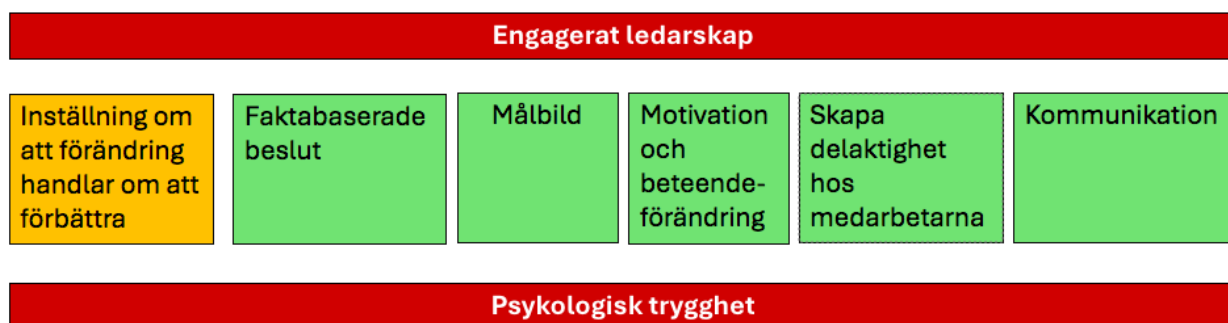 Engagerat ledarskap
Inställning om
att förändring
handlar om att
förbättra
Faktabaserade
beslut
Målbild
Motivation
och
beteende-
förändring
Skapa
delaktighet
hos
medarbetarna
Kommunikation
Psykologisk trygghet